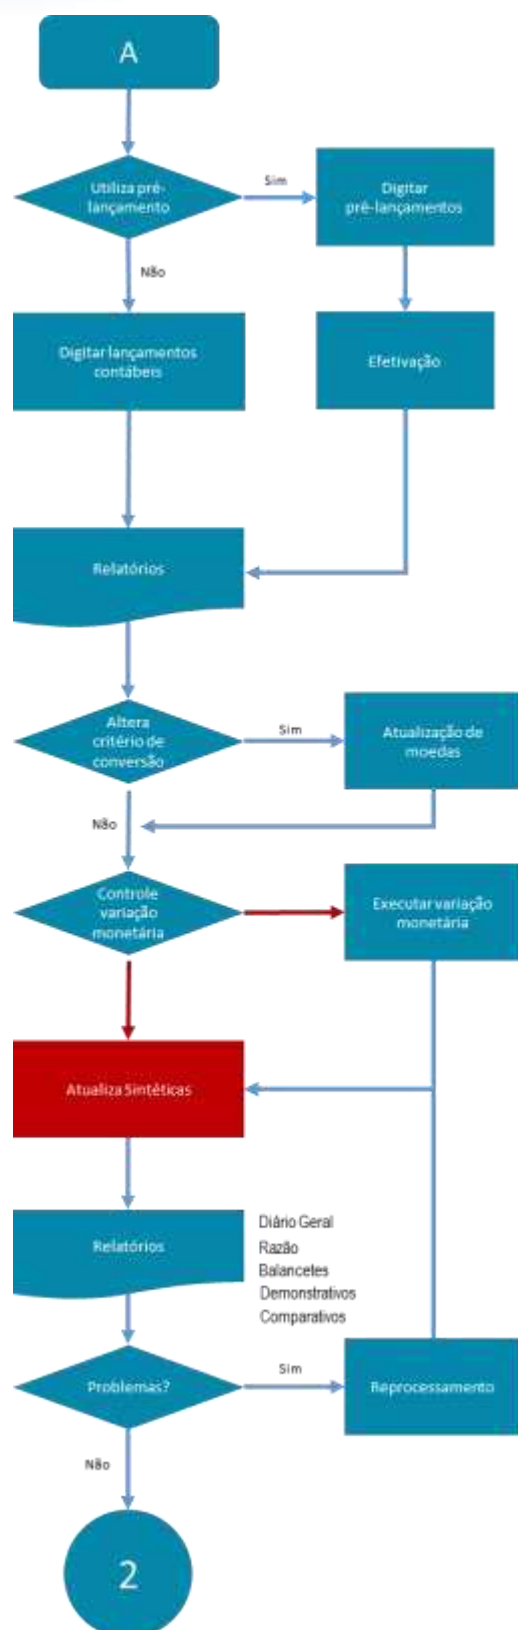 A
Utiliza pré-
lançamento
Sim
Digitar
pré-lançamentos
Não
Digitar lançamentos
contábeis
Efetivação
Relatórios
Altera
critério de
conversão
Sim
Atualização de
moedas
Não
Controle
variação
monetária
Executar variação
monetária
Atualiza Sintéticas
Relatórios
Diário Geral
Razão
Balancetes
Demonstrativos
Comparativos
Problemas?
Sim
Reprocessamento
Não
2